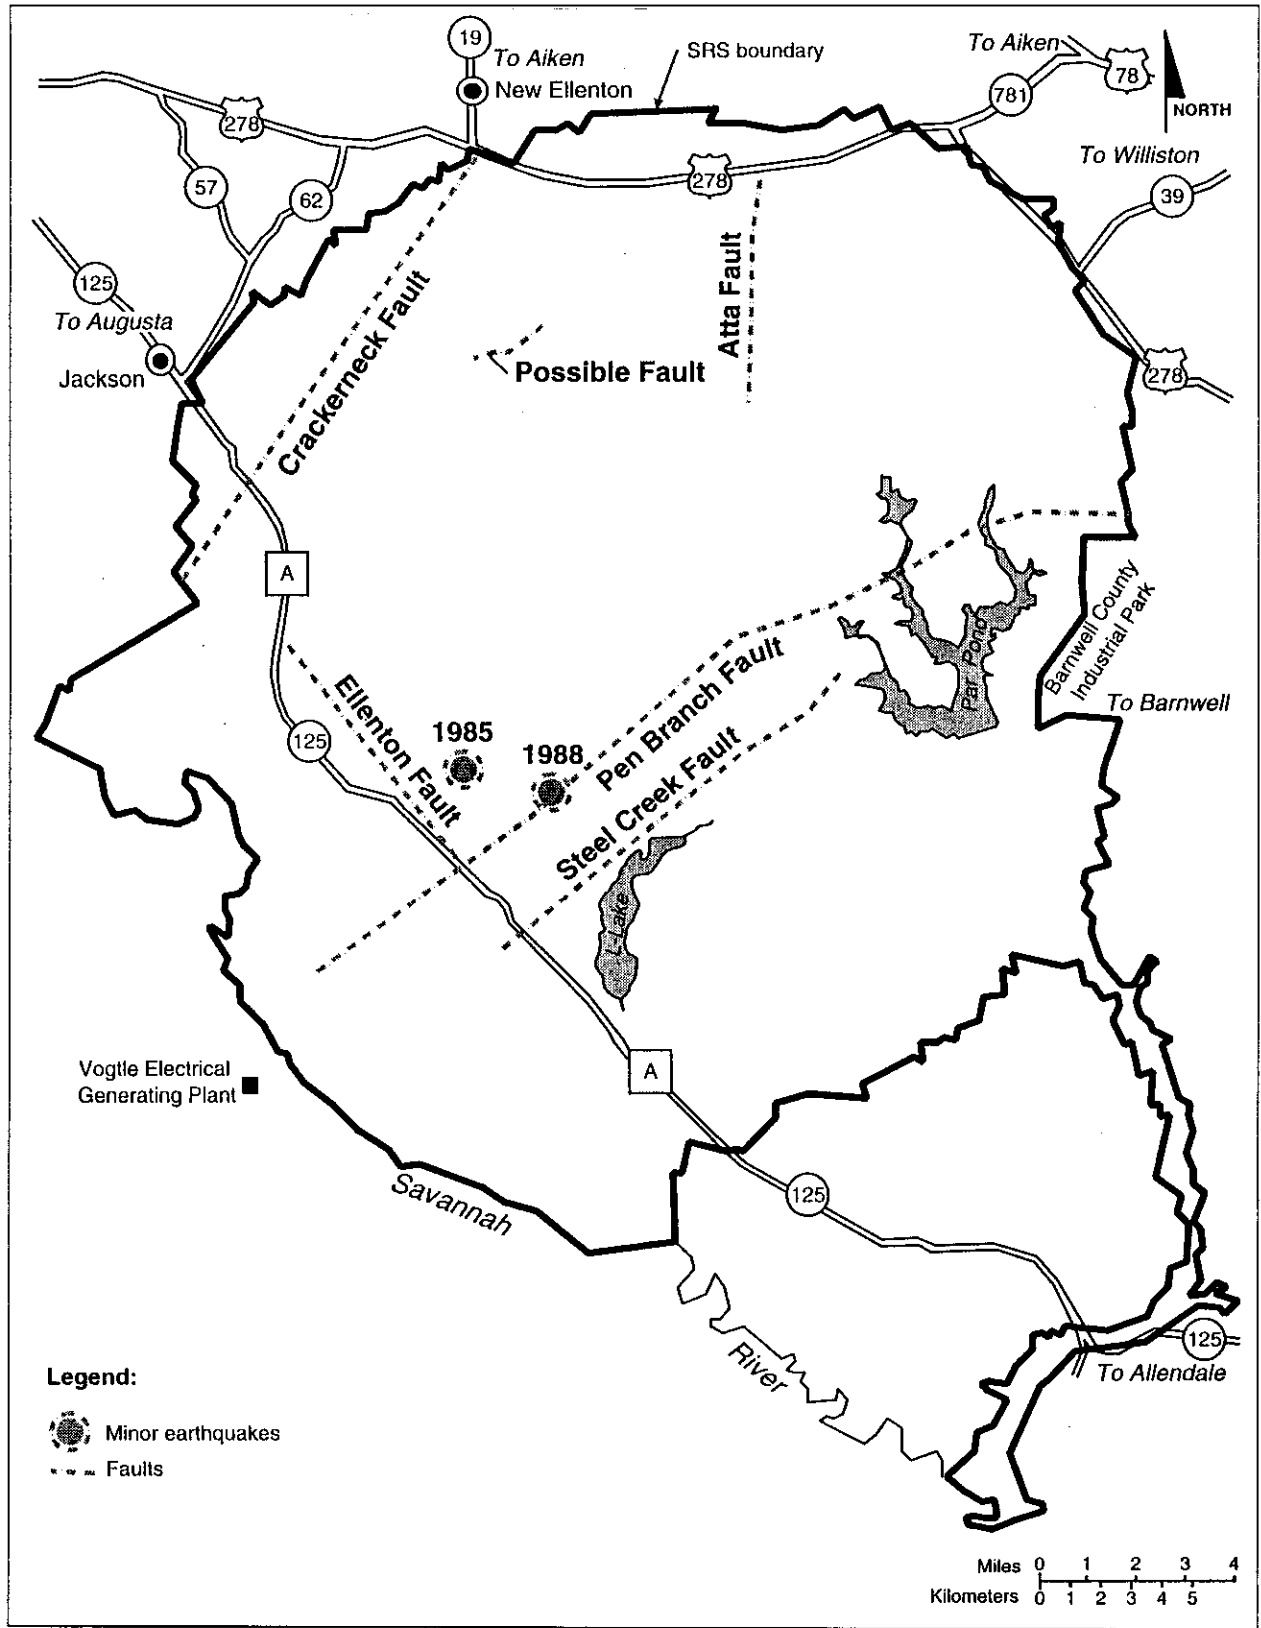 19
To Aiken
New Ellenton
SRS boundary
To Aiken
78
781
NORTH
278
57
62
278
To Williston
39
125
To Augusta
Jackson
Crackerneck Fault
Possible Fault
Atta Fault
278
A
Ellenton Fault
125
1985
1988
Pen Branch Fault
Steel Creek Fault
Par Pond
L-Lake
Barnwell County
Industrial Park
To Barnwell
Vogtle Electrical
Generating Plant
A
Savannah
125
River
125
To Allendale
Legend:
Minor earthquakes
Faults
Miles 0 1 2 3 4
Kilometers 0 1 2 3 4 5